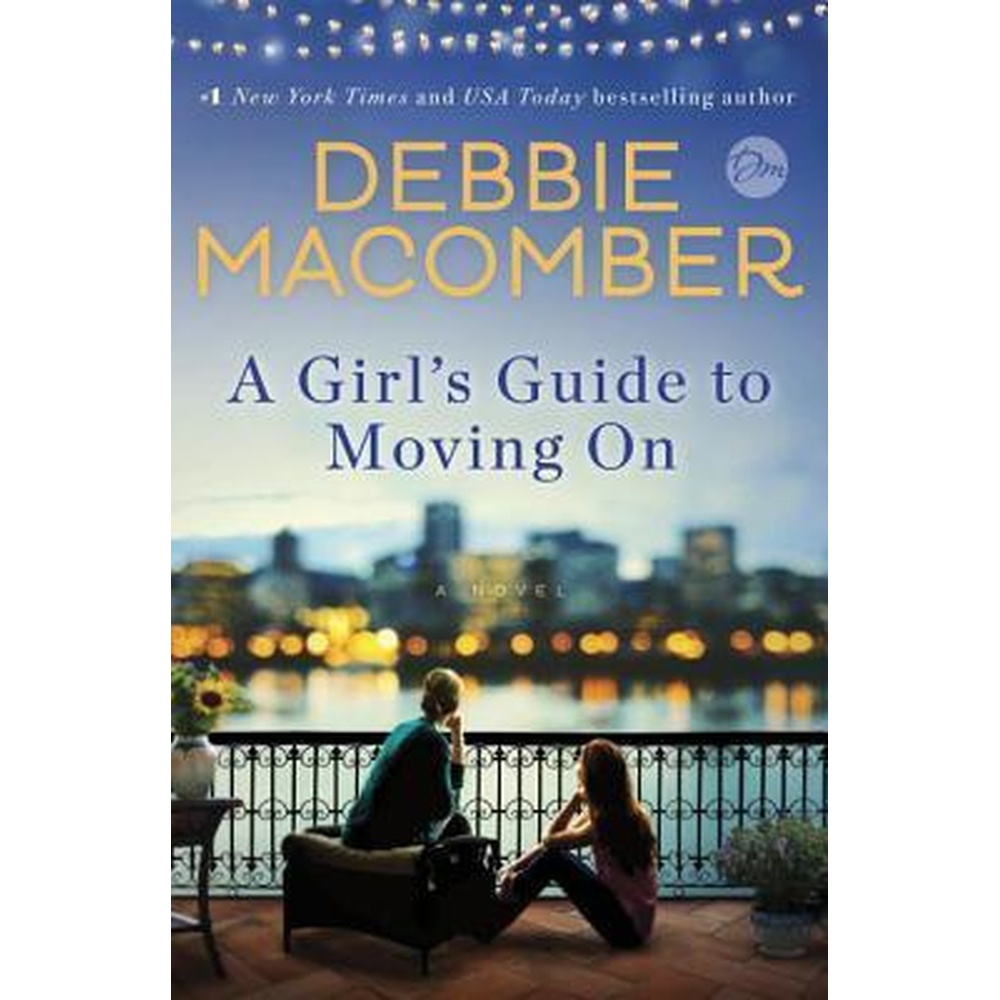 #1 New York Times and USA Today bestselling author
DEBBIE
Dm
MACOMBER
A Girl's Guide to
Moving On
A NOVEL